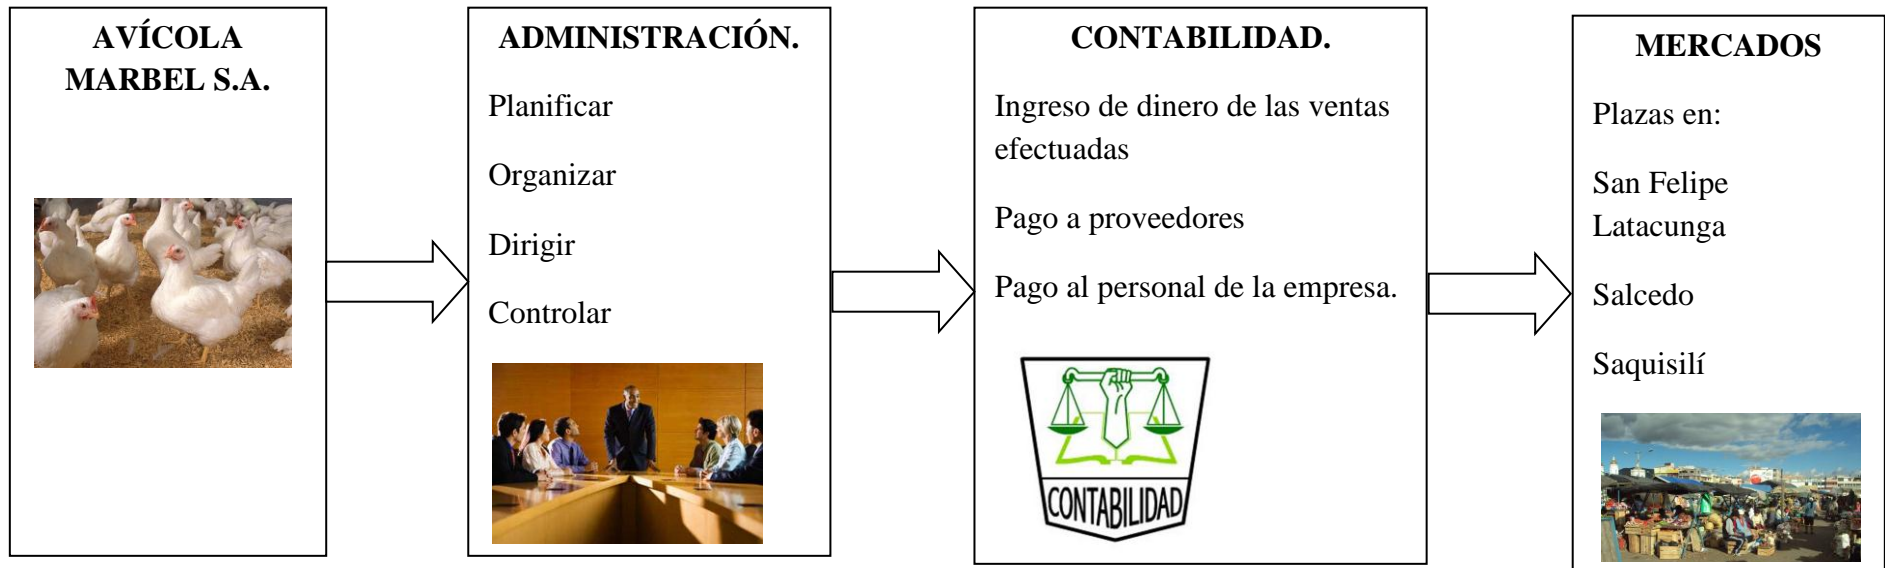 AVÍCOLA
MARBEL S.A.
ADMINISTRACIÓN.
Planificar
Organizar
Dirigir
Controlar
CONTABILIDAD.
Ingreso de dinero de las ventas
efectuadas
Pago a proveedores
Pago al personal de la empresa.
CONTABILIDAD
MERCADOS
Plazas en:
San Felipe
Latacunga
Salcedo
Saquisilí